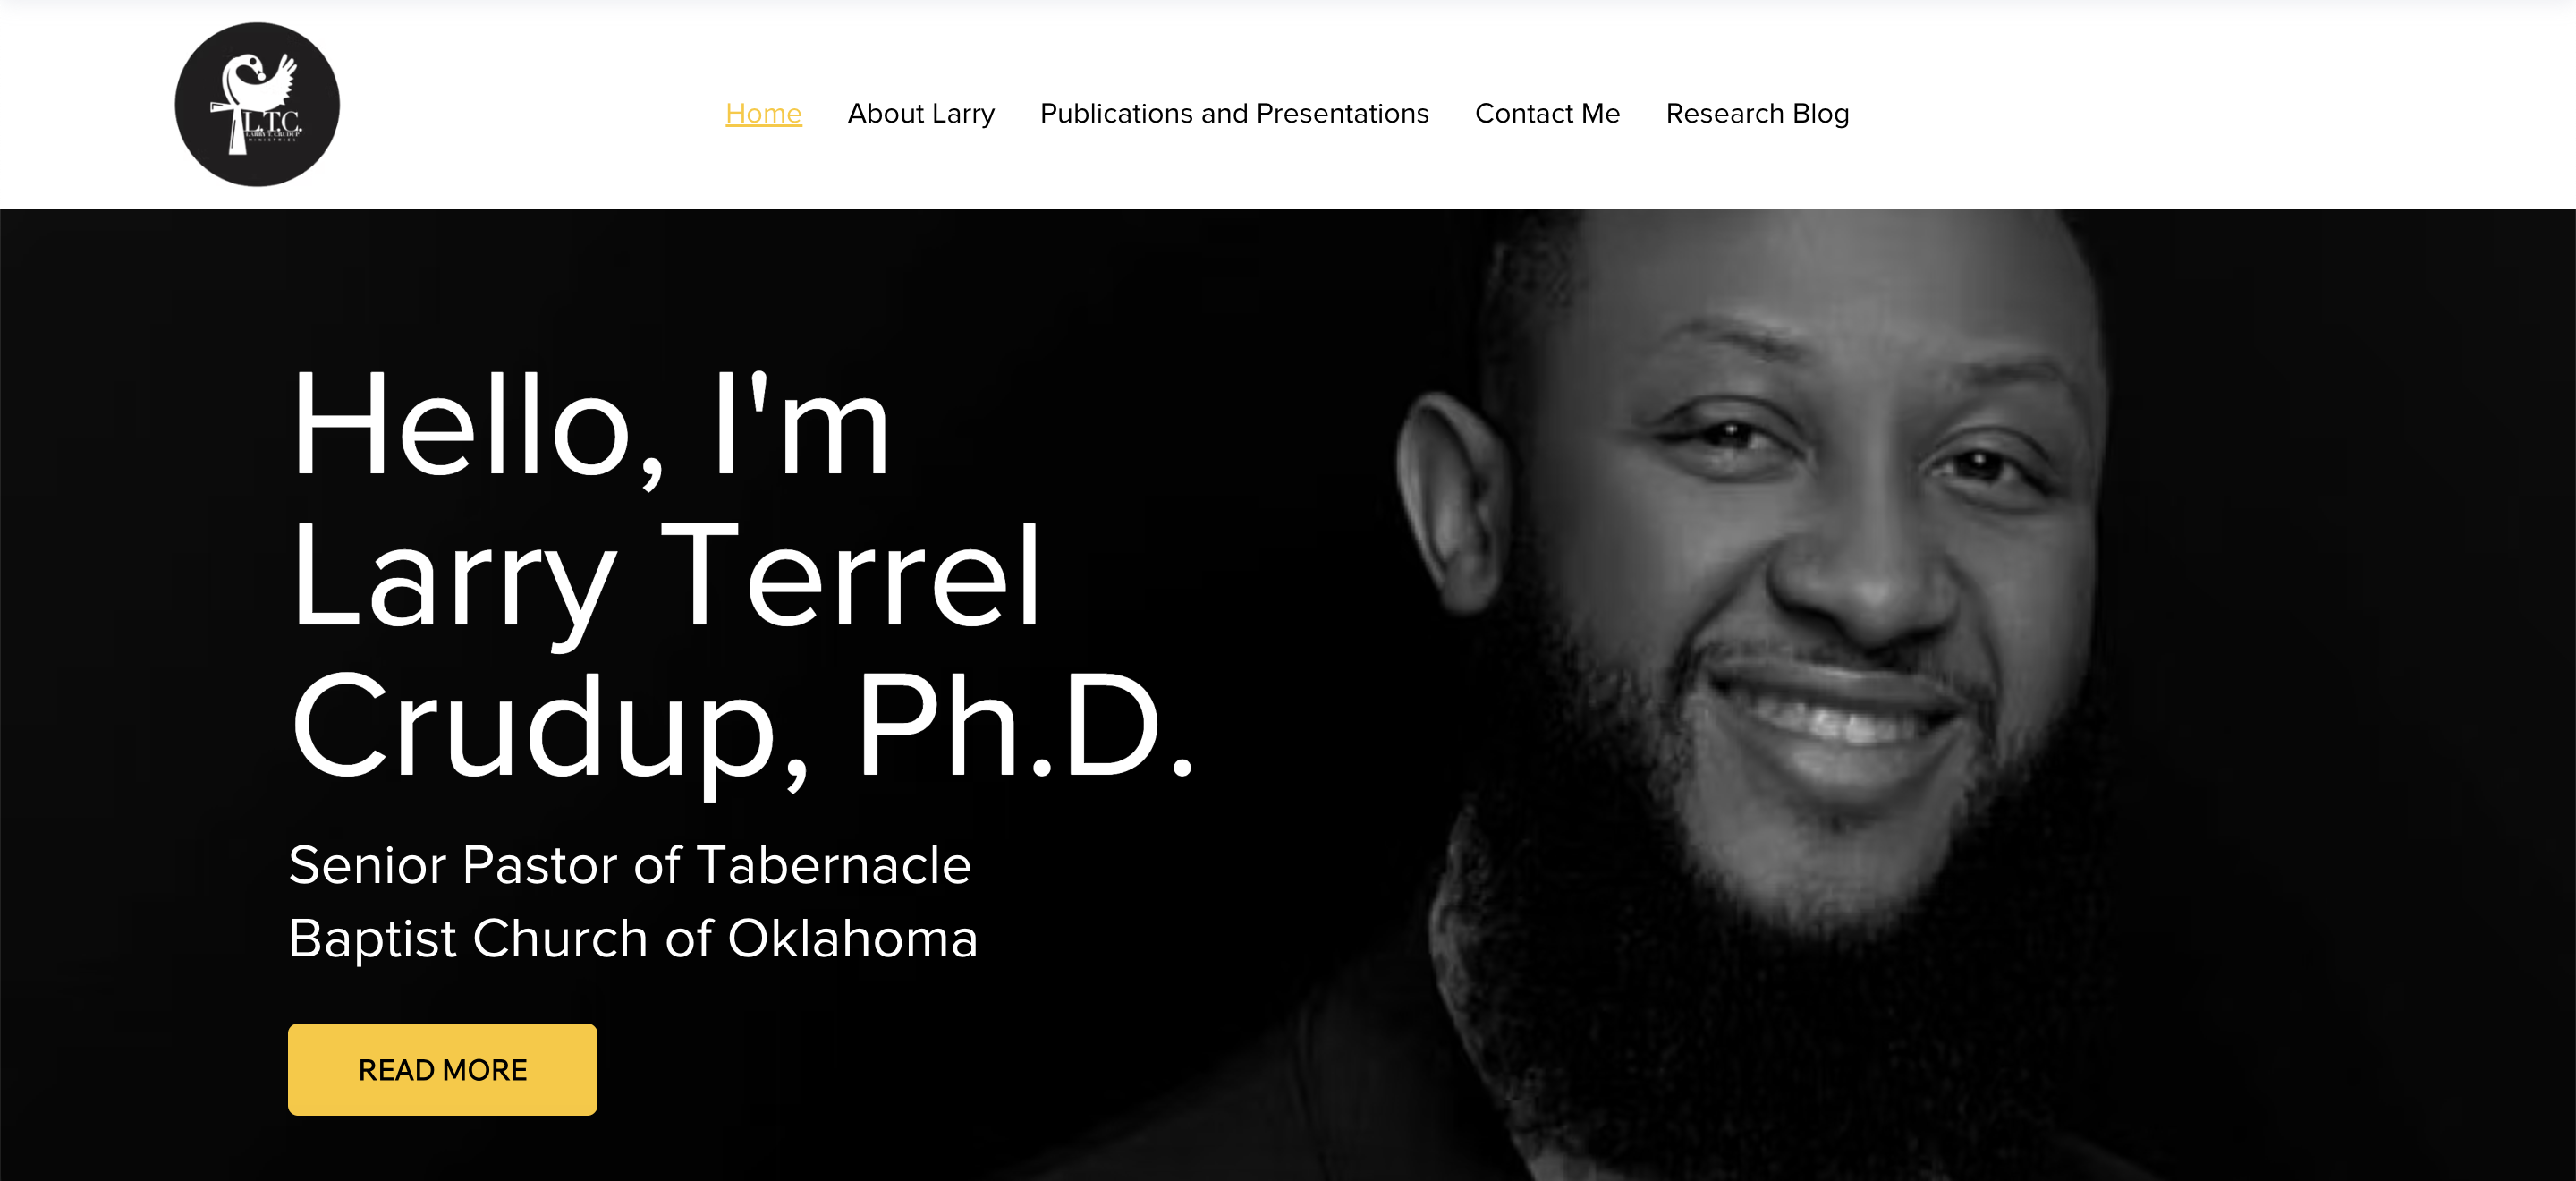 L.T.C.
LARRY T. CRUDUP
MINISTRIES
Home About Larry Publications and Presentations Contact Me Research Blog
Hello, I'm
Larry Terrel
Crudup, Ph.D.
Senior Pastor of Tabernacle
Baptist Church of Oklahoma
READ MORE